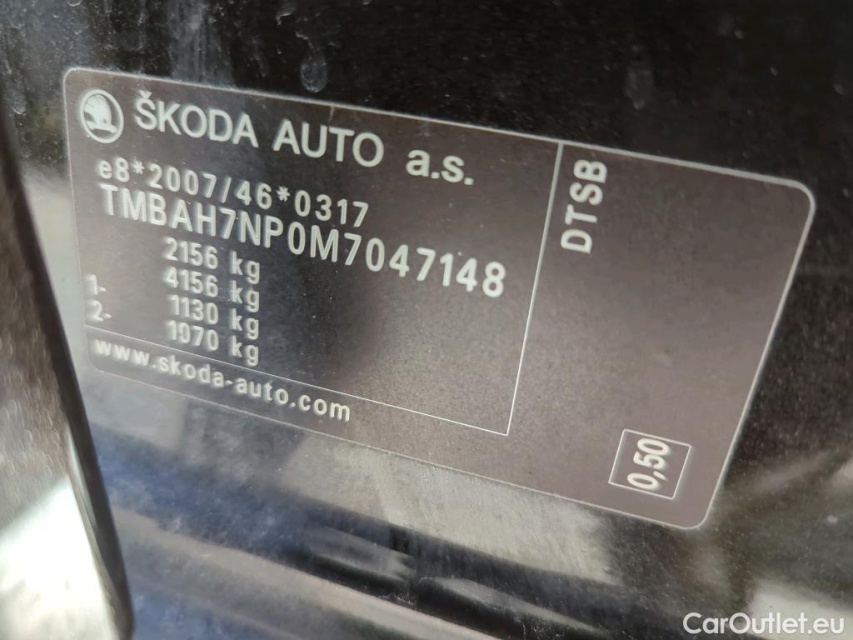 ŠKODA AUTO a.s.
e8*2007/46*0317
TMBAH7NP0M7047148
2156 kg
4156 kg
1- 1130 kg
2- 1070 kg
www.skoda-auto.com
DTSB
0,50
CarOutlet.eu